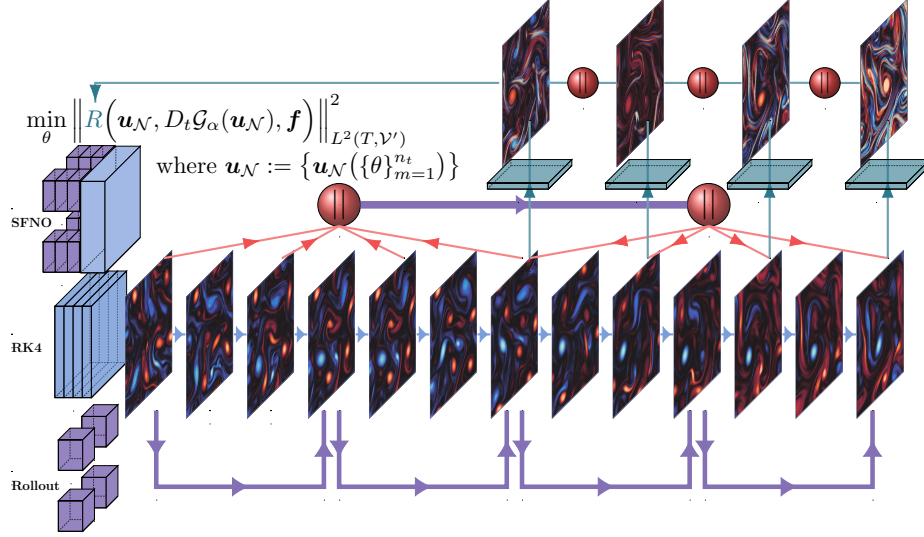 min_θ ‖R(u_𝒩, D_t𝒢_α(u_𝒩), f)‖²_{L²(T,𝒱′)}
where u_𝒩 := {u_𝒩({θ}^{n_t}_{m=1})}
SFNO
RK4
Rollout